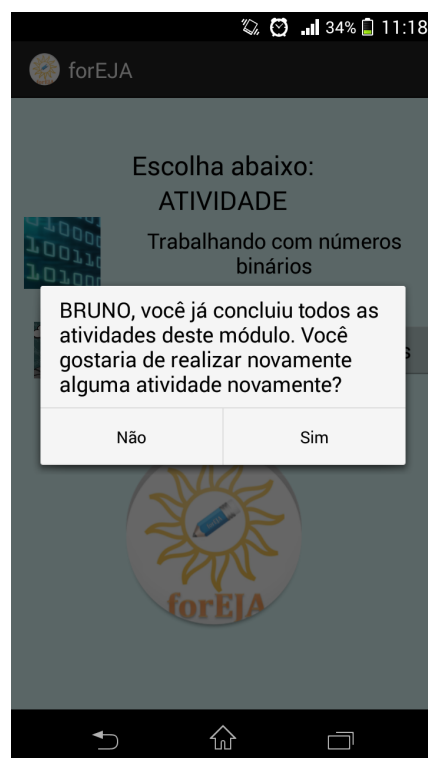 34% 11:18
forEJA
Escolha abaixo:
ATIVIDADE
Trabalhando com números
binários
BRUNO, você já concluiu todos as
atividades deste módulo. Você
gostaria de realizar novamente
alguma atividade novamente?
Não Sim
forEJA